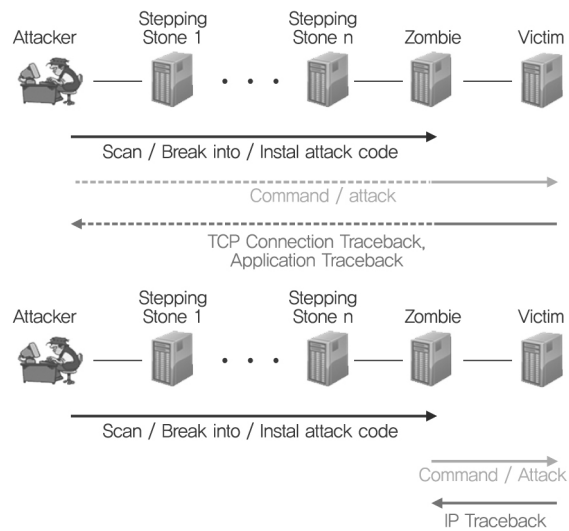 Attacker
Stepping
Stone 1
Stepping
Stone n
Zombie
Victim
Scan / Break into / Instal attack code
Command / attack
TCP Connection Traceback,
Application Traceback
Attacker
Stepping
Stone 1
Stepping
Stone n
Zombie
Victim
Scan / Break into / Instal attack code
Command / Attack
IP Traceback